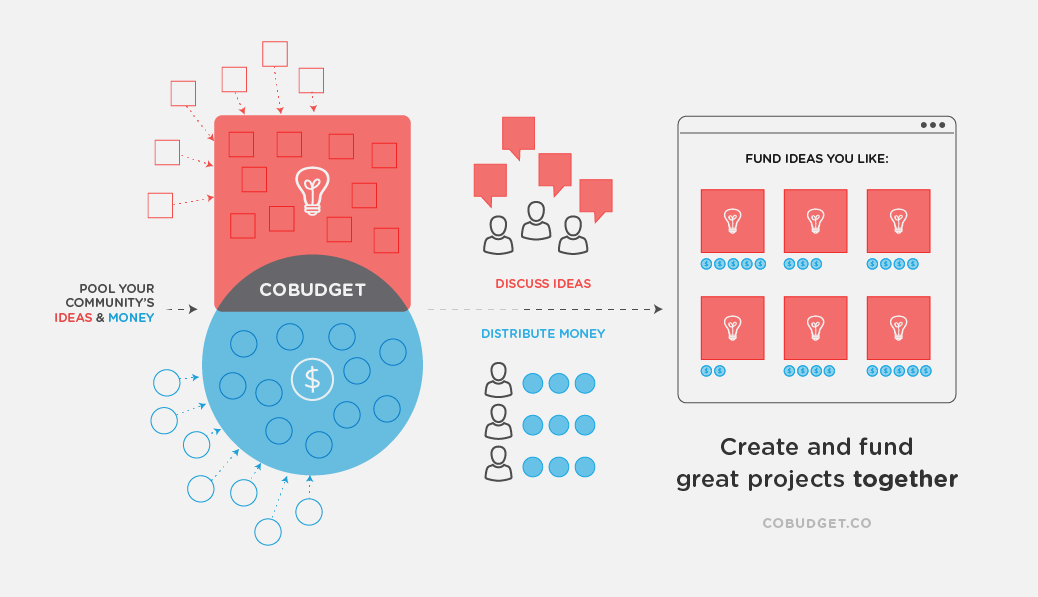 POOL YOUR
COMMUNITY'S
IDEAS & MONEY
COBUDGET
$
DISCUSS IDEAS
DISTRIBUTE MONEY
FUND IDEAS YOU LIKE:
$ $ $ $ $
$ $ $
$ $ $ $
$ $
$ $ $ $
$ $ $ $ $
Create and fund
great projects together
COBUDGET.CO